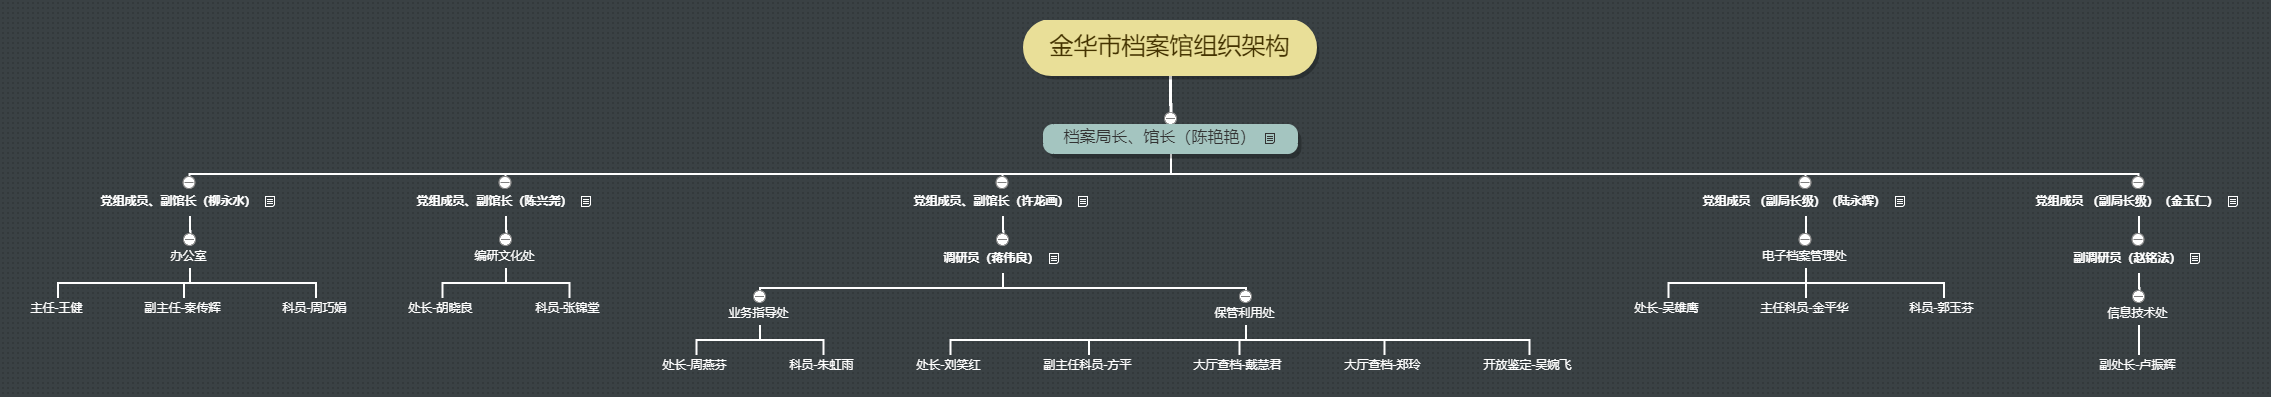 金华市档案馆组织架构
档案局长、馆长（陈艳艳）
党组成员、副馆长（柳永水）
党组成员、副馆长（陈兴尧）
党组成员、副馆长（许龙画）
党组成员 （副局长级）（陆永辉）
党组成员 （副局长级）（金玉仁）
办公室
编研文化处
调研员（蒋伟良）
电子档案管理处
副调研员（赵铭法）
主任-王健
副主任-秦传辉
科员-周巧娟
处长-胡晓良
科员-张锦堂
业务指导处
保管利用处
处长-吴雄鹰
主任科员-金平华
科员-郭玉芬
信息技术处
处长-周燕芬
科员-朱虹雨
处长-刘笑红
副主任科员-方平
大厅查档-戴慧君
大厅查档-郑玲
开放鉴定-吴婉飞
副处长-卢振辉